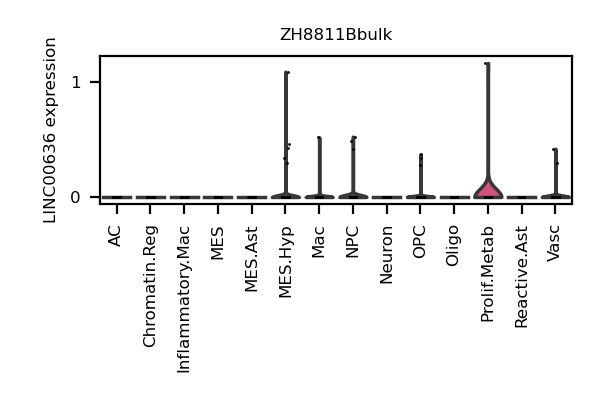 ZH8811Bbulk
LINC00636 expression
1
0
AC
Chromatin.Reg
Inflammatory.Mac
MES
MES.Ast
MES.Hyp
Mac
NPC
Neuron
OPC
Oligo
Prolif.Metab
Reactive.Ast
Vasc